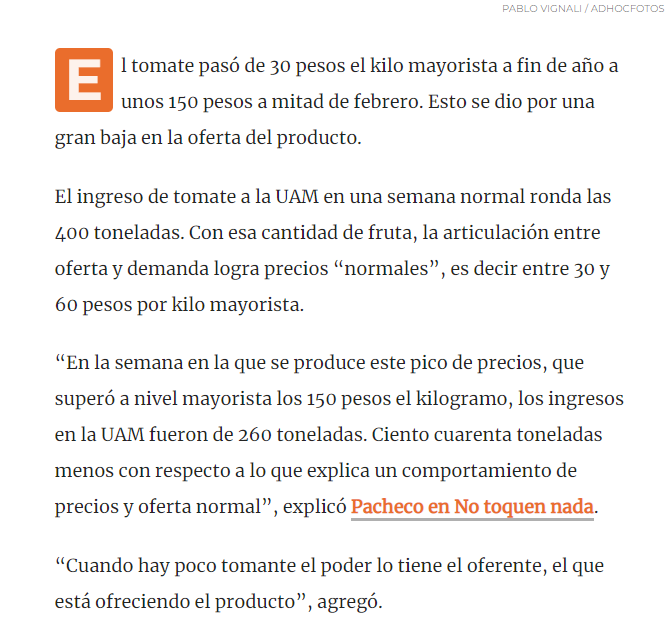 PABLO VIGNALI / ADHOCFOTOS
El tomate pasó de 30 pesos el kilo mayorista a fin de año a
unos 150 pesos a mitad de febrero. Esto se dio por una
gran baja en la oferta del producto.
El ingreso de tomate a la UAM en una semana normal ronda las
400 toneladas. Con esa cantidad de fruta, la articulación entre
oferta y demanda logra precios “normales”, es decir entre 30 y
60 pesos por kilo mayorista.
“En la semana en la que se produce este pico de precios, que
superó a nivel mayorista los 150 pesos el kilogramo, los ingresos
en la UAM fueron de 260 toneladas. Ciento cuarenta toneladas
menos con respecto a lo que explica un comportamiento de
precios y oferta normal”, explicó Pacheco en No toquen nada.
“Cuando hay poco tomante el poder lo tiene el oferente, el que
está ofreciendo el producto”, agregó.